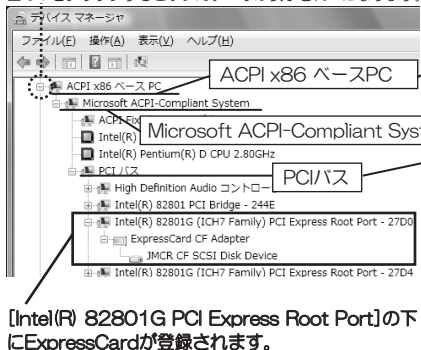 デバイス マネージャ
ファイル(F) 操作(A) 表示(V) ヘルプ(H)
ACPI x86 ベース PC
ACPI x86 ベースPC
Microsoft ACPI-Compliant System
ACPI Fix
Microsoft ACPI-Compliant Syst
Intel(R)
Intel(R) Pentium(R) D CPU 2.80GHz
PCI バス
PCIバス
High Definition Audio コントロー
Intel(R) 82801 PCI Bridge - 244E
Intel(R) 82801G (ICH7 Family) PCI Express Root Port - 27D0
ExpressCard CF Adapter
JMCR CF SCSI Disk Device
Intel(R) 82801G (ICH7 Family) PCI Express Root Port - 27D4
[Intel(R) 82801G PCI Express Root Port]の下
にExpressCardが登録されます。